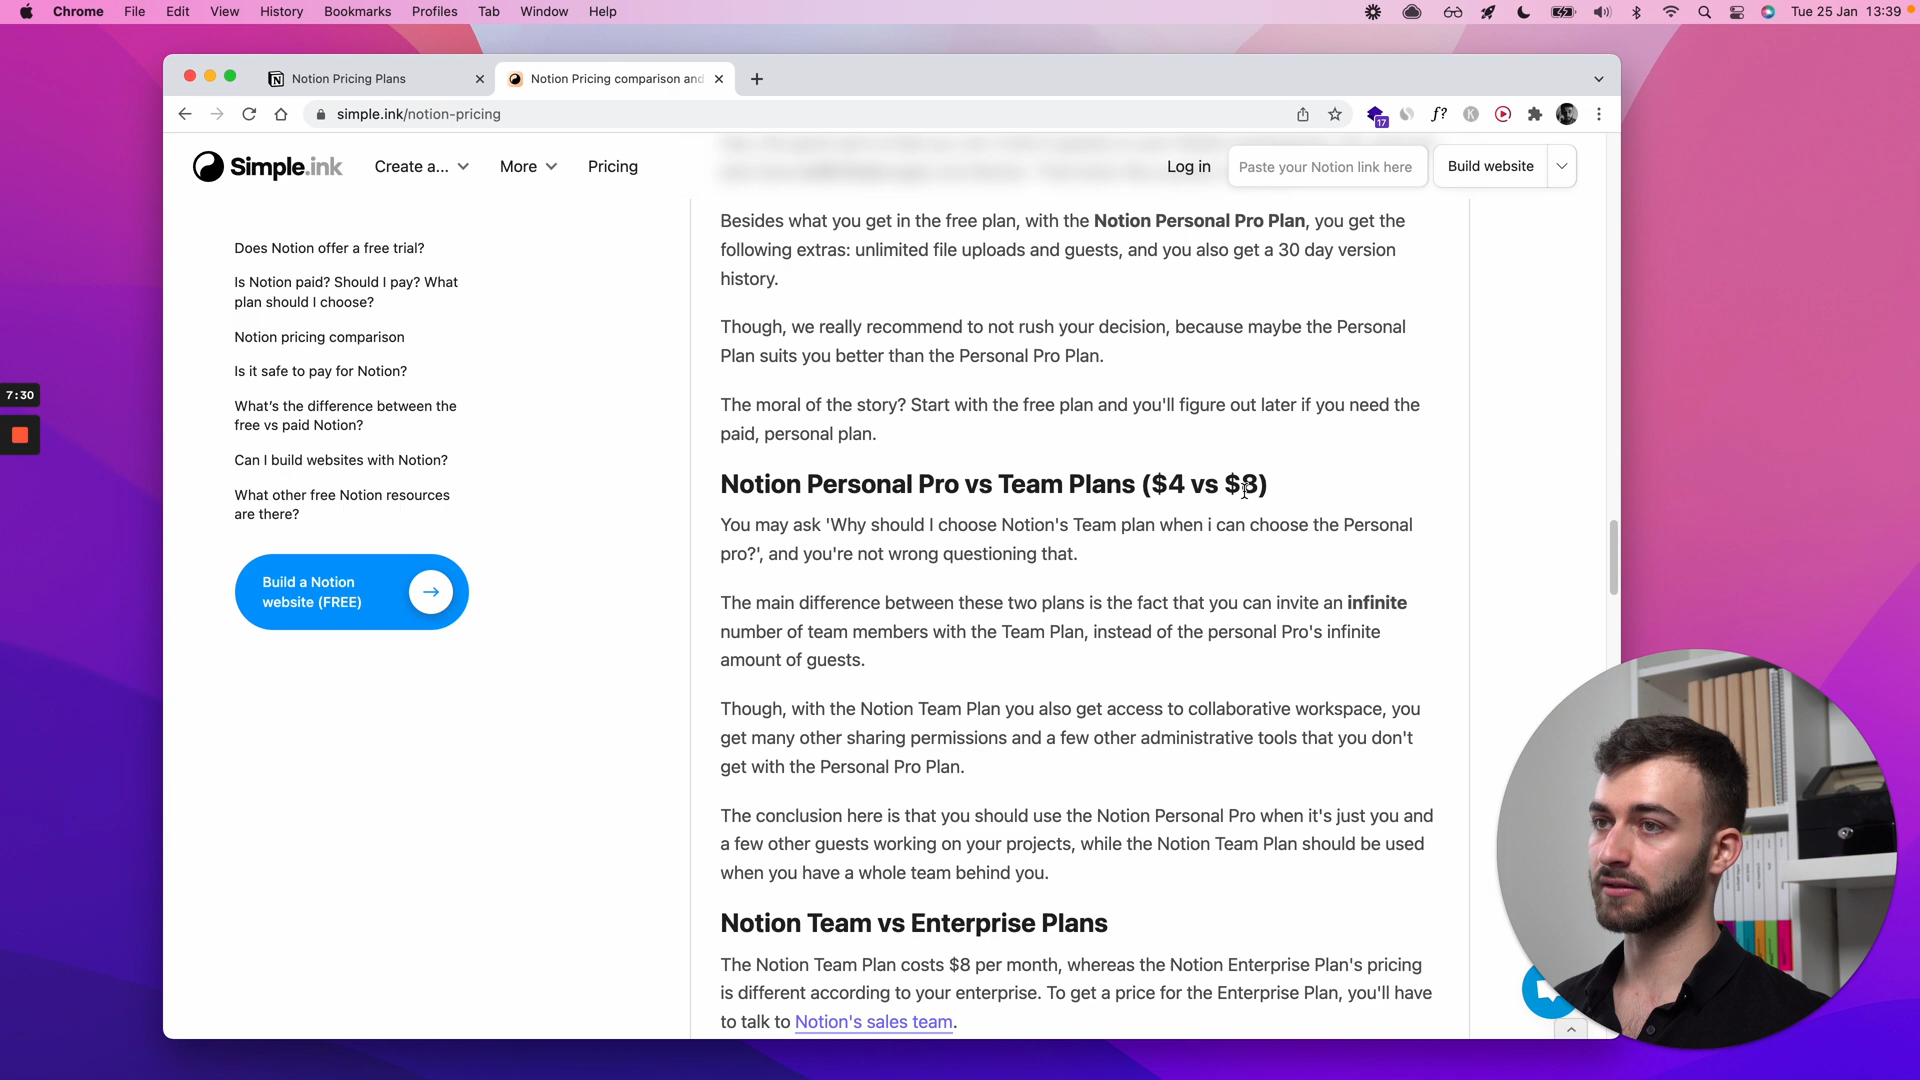 Chrome File Edit View History Bookmarks Profiles Tab Window Help
Tue 25 Jan 13:39
Notion Pricing Plans
Notion Pricing comparison and
simple.ink/notion-pricing
17
f?
K
Simple.ink
Create a...
More
Pricing
Log in
Paste your Notion link here
Build website
7:30
Does Notion offer a free trial?
Is Notion paid? Should I pay? What
plan should I choose?
Notion pricing comparison
Is it safe to pay for Notion?
What's the difference between the
free vs paid Notion?
Can I build websites with Notion?
What other free Notion resources
are there?
Build a Notion
website (FREE)
Besides what you get in the free plan, with the Notion Personal Pro Plan, you get the
following extras: unlimited file uploads and guests, and you also get a 30 day version
history.
Though, we really recommend to not rush your decision, because maybe the Personal
Plan suits you better than the Personal Pro Plan.
The moral of the story? Start with the free plan and you'll figure out later if you need the
paid, personal plan.
Notion Personal Pro vs Team Plans ($4 vs $8)
You may ask 'Why should I choose Notion's Team plan when i can choose the Personal
pro?', and you're not wrong questioning that.
The main difference between these two plans is the fact that you can invite an infinite
number of team members with the Team Plan, instead of the personal Pro's infinite
amount of guests.
Though, with the Notion Team Plan you also get access to collaborative workspace, you
get many other sharing permissions and a few other administrative tools that you don't
get with the Personal Pro Plan.
The conclusion here is that you should use the Notion Personal Pro when it's just you and
a few other guests working on your projects, while the Notion Team Plan should be used
when you have a whole team behind you.
Notion Team vs Enterprise Plans
The Notion Team Plan costs $8 per month, whereas the Notion Enterprise Plan's pricing
is different according to your enterprise. To get a price for the Enterprise Plan, you'll have
to talk to Notion's sales team.